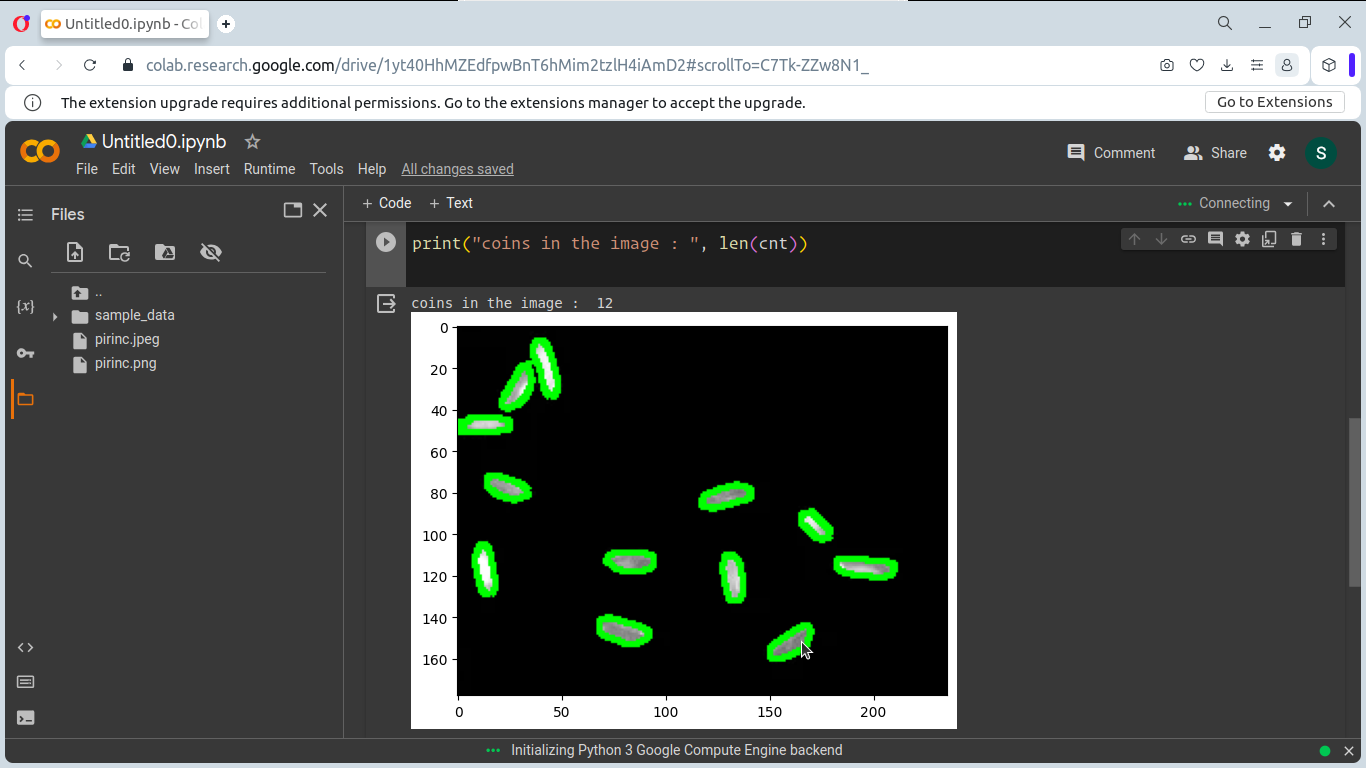 Untitled0.ipynb - Co
colab.research.google.com/drive/1yt40HhMZEdfpwBnT6hMim2tzlH4iAmD2#scrollTo=C7Tk-ZZw8N1_
The extension upgrade requires additional permissions. Go to the extensions manager to accept the upgrade.
Go to Extensions
Untitled0.ipynb
File Edit View Insert Runtime Tools Help All changes saved
Comment Share S
Files
+ Code + Text
Connecting
print("coins in the image : ", len(cnt))
..
sample_data
pirinc.jpeg
pirinc.png
{x}
coins in the image :  12
0
20
40
60
80
100
120
140
160
0 50 100 150 200
Initializing Python 3 Google Compute Engine backend